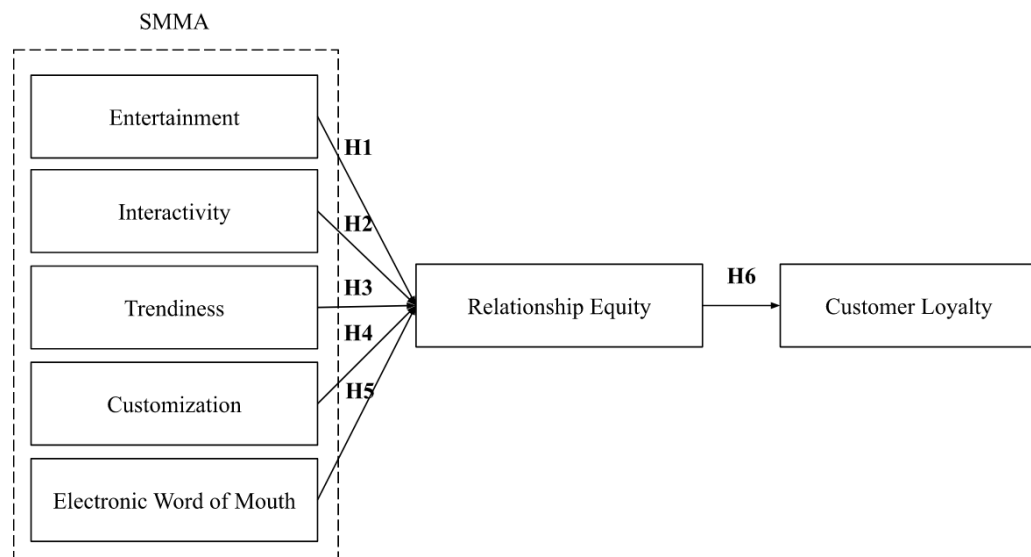 SMMA
Entertainment
H1
Interactivity
H2
Trendiness
H3
Customization
H4
Electronic Word of Mouth
H5
Relationship Equity
H6
Customer Loyalty